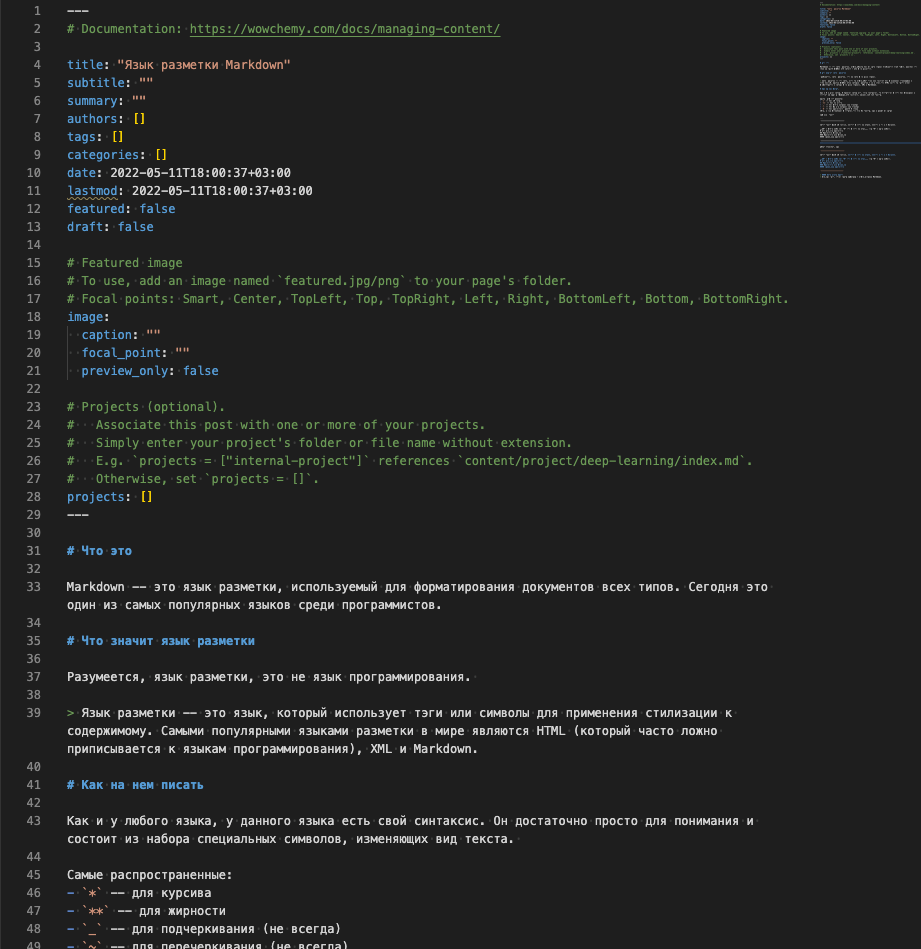 1 ---
2 # Documentation: https://wowchemy.com/docs/managing-content/
3
4 title: "Язык разметки Markdown"
5 subtitle: ""
6 summary: ""
7 authors: []
8 tags: []
9 categories: []
10 date: 2022-05-11T18:00:37+03:00
11 lastmod: 2022-05-11T18:00:37+03:00
12 featured: false
13 draft: false
14
15 # Featured image
16 # To use, add an image named `featured.jpg/png` to your page's folder.
17 # Focal points: Smart, Center, TopLeft, Top, TopRight, Left, Right, BottomLeft, Bottom, BottomRight.
18 image:
19   caption: ""
20   focal_point: ""
21   preview_only: false
22
23 # Projects (optional).
24 #   Associate this post with one or more of your projects.
25 #   Simply enter your project's folder or file name without extension.
26 #   E.g. `projects = ["internal-project"]` references `content/project/deep-learning/index.md`.
27 #   Otherwise, set `projects = []`.
28 projects: []
29 ---
30
31 # Что это
32
33 Markdown -- это язык разметки, используемый для форматирования документов всех типов. Сегодня это
один из самых популярных языков среди программистов.
34
35 # Что значит язык разметки
36
37 Разумеется, язык разметки, это не язык программирования.
38
39 > Язык разметки -- это язык, который использует тэги или символы для применения стилизации к
содержимому. Самыми популярными языками разметки в мире являются HTML (который часто ложно
приписывается к языкам программирования), XML и Markdown.
40
41 # Как на нем писать
42
43 Как и у любого языка, у данного языка есть свой синтаксис. Он достаточно просто для понимания и
состоит из набора специальных символов, изменяющих вид текста.
44
45 Самые распространенные:
46 - `*` -- для курсива
47 - `**` -- для жирности
48 - `_` -- для подчеркивания (не всегда)
49 - `~` -- для перечеркивания (не всегда)